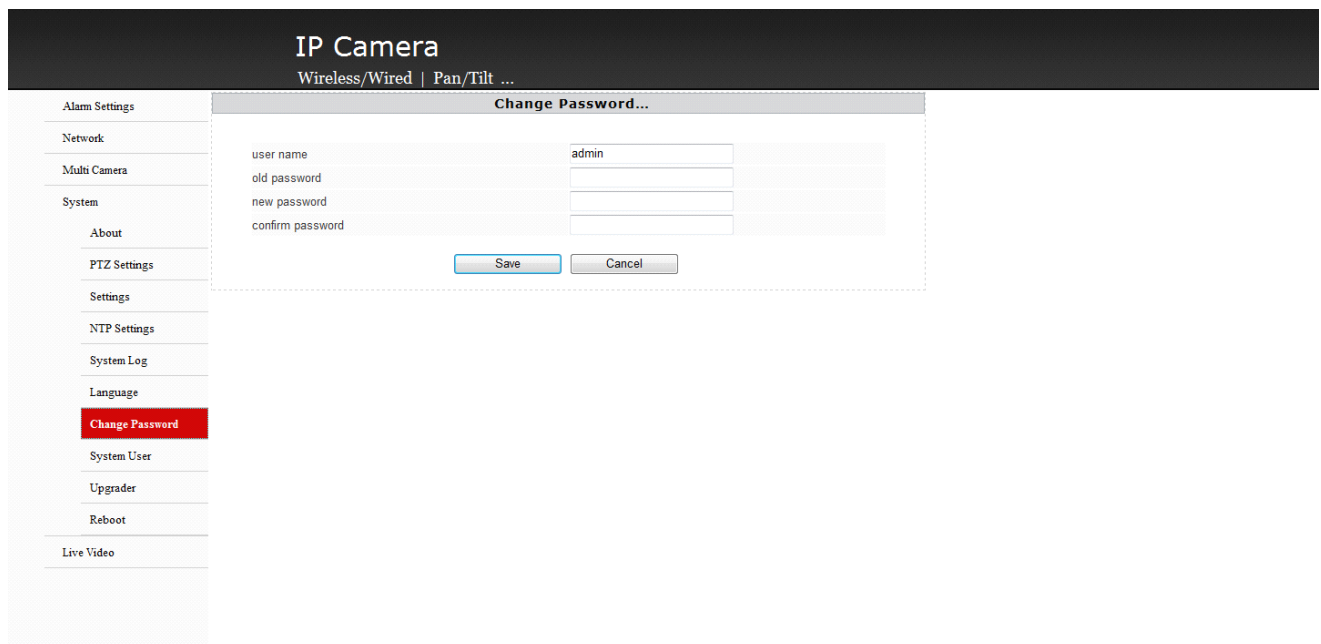 IP Camera
Wireless/Wired | Pan/Tilt ...
Alarm Settings
Network
Multi Camera
System
About
PTZ Settings
Settings
NTP Settings
System Log
Language
Change Password
System User
Upgrader
Reboot
Live Video
Change Password...
user name admin
old password
new password
confirm password
Save Cancel